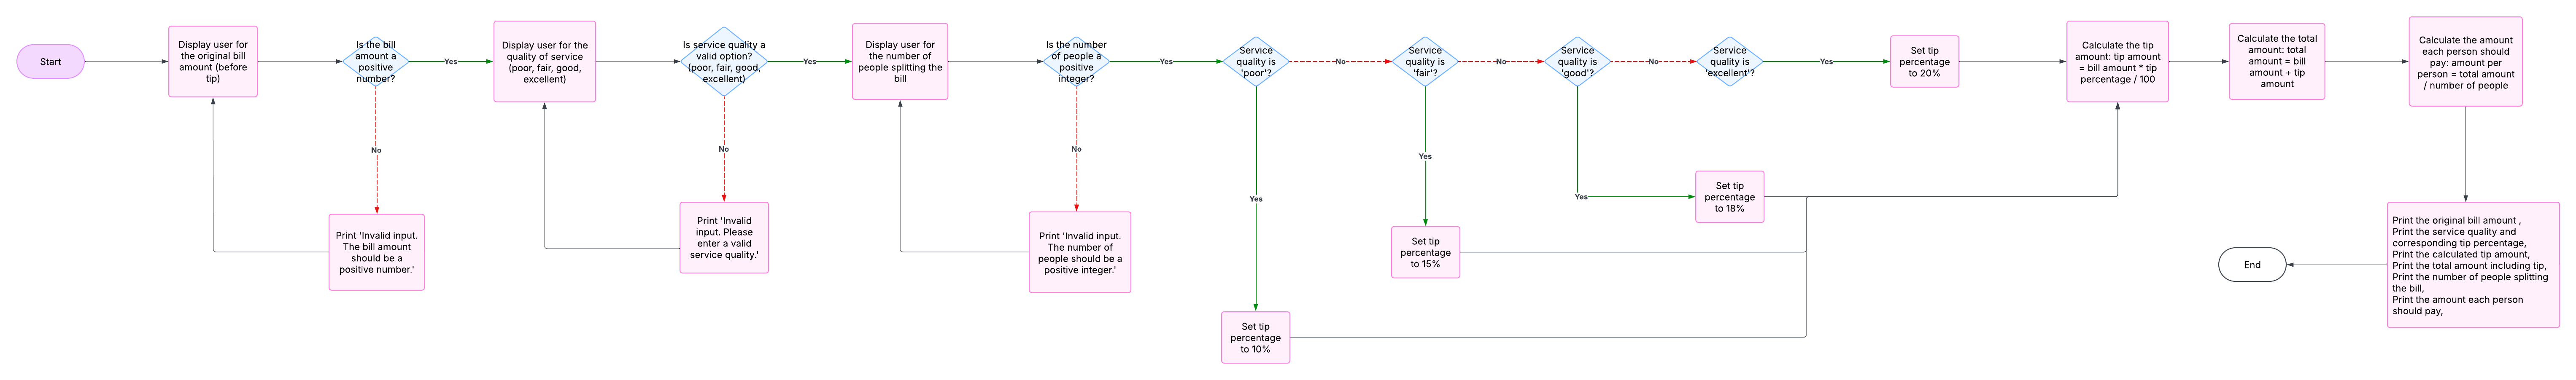 Start
Display user for
the original bill
amount (before
tip)
Is the bill
amount a
positive
number?
Yes
No
Print 'Invalid input.
The bill amount
should be a
positive number.'
Display user for the
quality of service
(poor, fair, good,
excellent)
Is service quality a
valid option?
(poor, fair, good,
excellent)
Yes
No
Print 'Invalid
input. Please
enter a valid
service quality.'
Display user for
the number of
people splitting the
bill
Is the number
of people a
positive
integer?
Yes
No
Print 'Invalid input.
The number of
people should be a
positive integer.'
Service
quality is
'poor'?
No
Yes
Set tip
percentage
to 10%
Service
quality is
'fair'?
No
Yes
Set tip
percentage
to 15%
Service
quality is
'good'?
No
Yes
Set tip
percentage
to 18%
Service
quality is
'excellent'?
Yes
Set tip
percentage
to 20%
Calculate the tip
amount: tip amount
= bill amount * tip
percentage / 100
Calculate the total
amount: total
amount = bill
amount + tip
amount
Calculate the amount
each person should
pay: amount per
person = total amount
/ number of people
Print the original bill amount ,
Print the service quality and
corresponding tip percentage,
Print the calculated tip amount,
Print the total amount including tip,
Print the number of people splitting
the bill,
Print the amount each person
should pay,
End